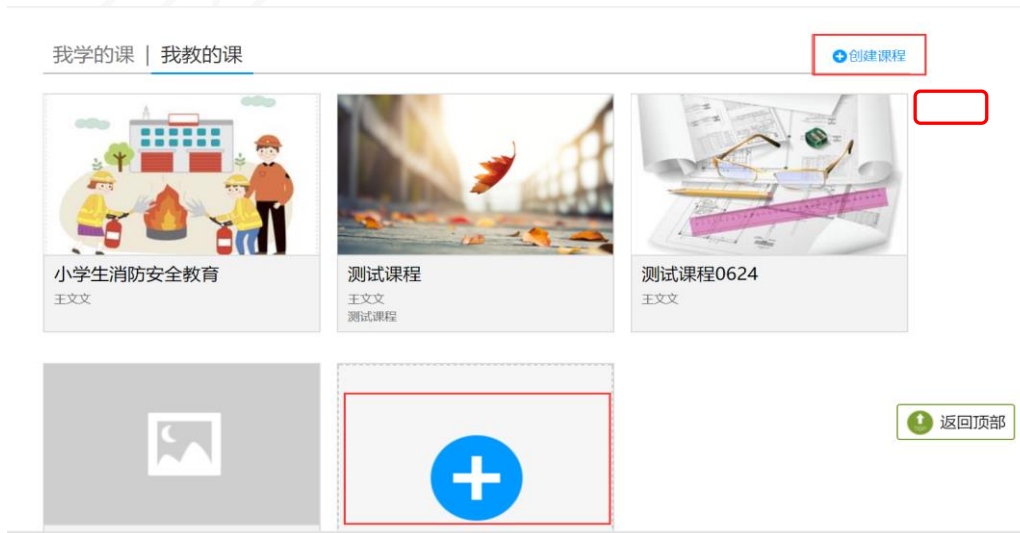 我学的课 | 我教的课
创建课程
小学生消防安全教育
王文文
测试课程
王文文
测试课程
测试课程0624
王文文
返回顶部